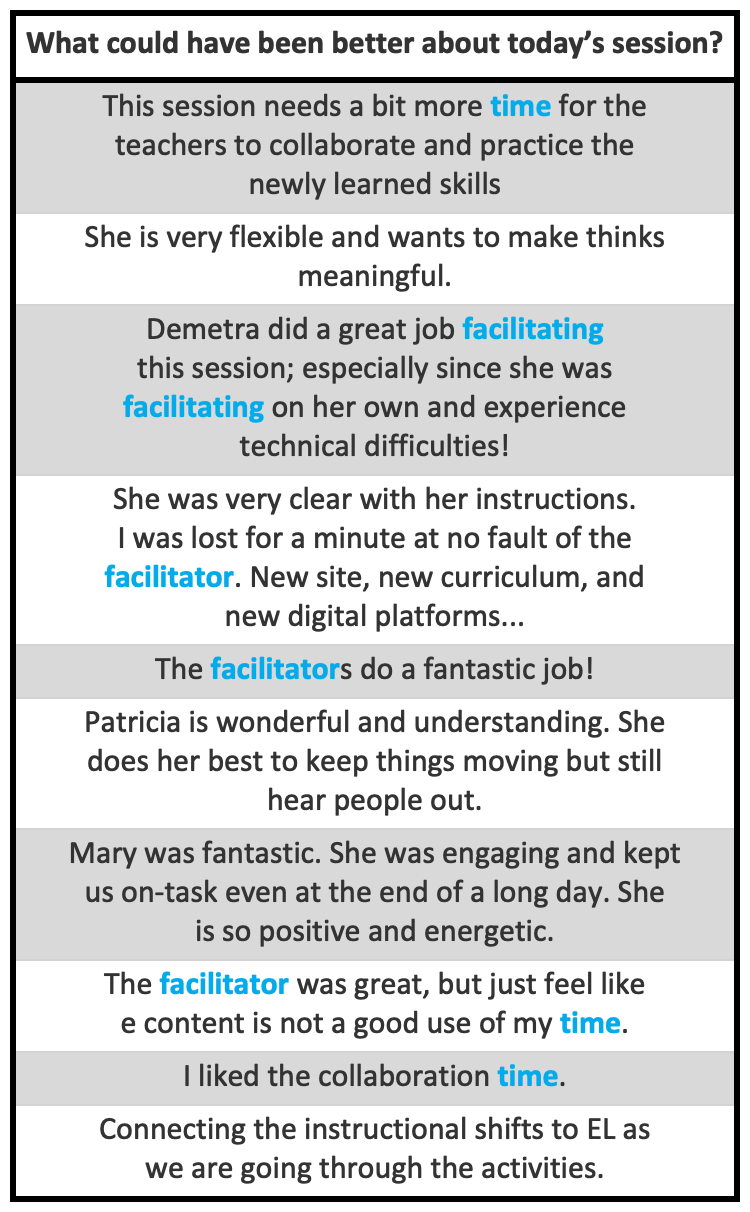 What could have been better about today’s session?
This session needs a bit more time for the
teachers to collaborate and practice the
newly learned skills
She is very flexible and wants to make thinks
meaningful.
Demetra did a great job facilitating
this session; especially since she was
facilitating on her own and experience
technical difficulties!
She was very clear with her instructions.
I was lost for a minute at no fault of the
facilitator. New site, new curriculum, and
new digital platforms...
The facilitators do a fantastic job!
Patricia is wonderful and understanding. She
does her best to keep things moving but still
hear people out.
Mary was fantastic. She was engaging and kept
us on-task even at the end of a long day. She
is so positive and energetic.
The facilitator was great, but just feel like
e content is not a good use of my time.
I liked the collaboration time.
Connecting the instructional shifts to EL as
we are going through the activities.